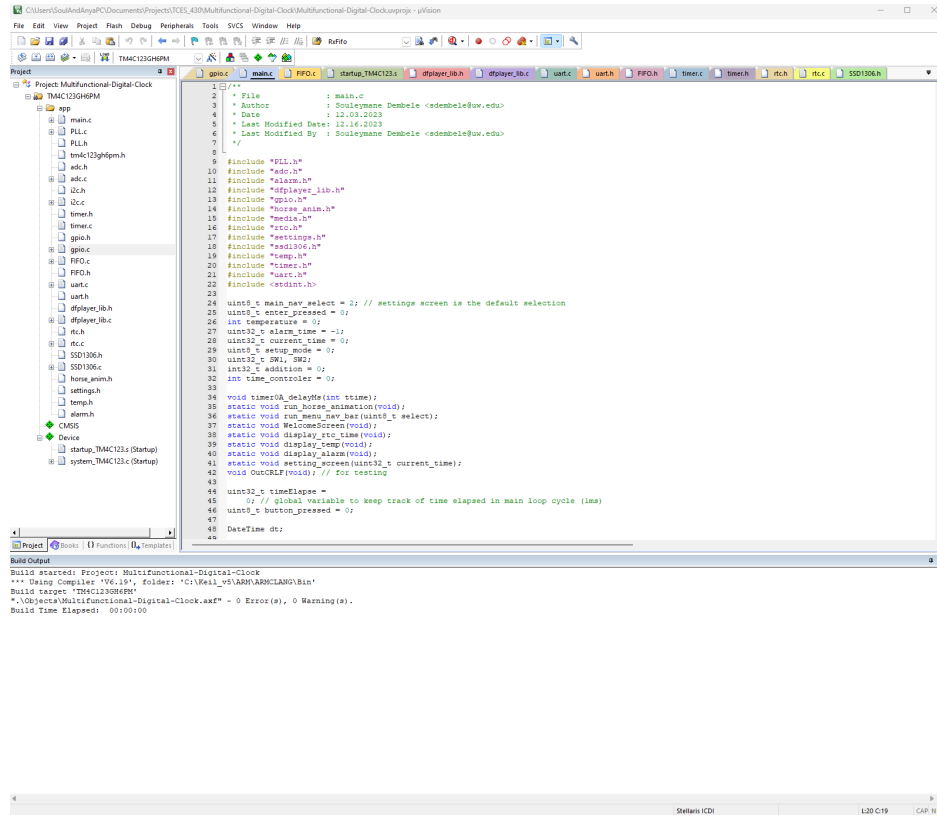 C:\Users\SoulAndAnyaPC\Documents\Projects\TCES_430\Multifunctional-Digital-Clock\Multifunctional-Digital-Clock.uvprojx - µVision
File Edit View Project Flash Debug Peripherals Tools SVCS Window Help
RxFifo
TM4C123GH6PM
Project
gpio.c main.c FIFO.c startup_TM4C123.s dfplayer_lib.h dfplayer_lib.c uart.c uart.h FIFO.h timer.c timer.h rtc.h rtc.c SSD1306.h
Project: Multifunctional-Digital-Clock
TM4C123GH6PM
app
main.c
PLL.c
PLL.h
tm4c123gh6pm.h
adc.h
adc.c
i2c.h
i2c.c
timer.h
timer.c
gpio.h
gpio.c
FIFO.c
FIFO.h
uart.c
uart.h
dfplayer_lib.h
dfplayer_lib.c
rtc.h
rtc.c
SSD1306.h
SSD1306.c
horse_anim.h
settings.h
temp.h
alarm.h
CMSIS
Device
startup_TM4C123.s (Startup)
system_TM4C123.c (Startup)
Project Books {} Functions Templates
1 /**
2 * File : main.c
3 * Author : Souleymane Dembele <sdembele@uw.edu>
4 * Date : 12.03.2023
5 * Last Modified Date: 12.16.2023
6 * Last Modified By : Souleymane Dembele <sdembele@uw.edu>
7 */
8
9 #include "PLL.h"
10 #include "adc.h"
11 #include "alarm.h"
12 #include "dfplayer_lib.h"
13 #include "gpio.h"
14 #include "horse_anim.h"
15 #include "media.h"
16 #include "rtc.h"
17 #include "settings.h"
18 #include "ssd1306.h"
19 #include "temp.h"
20 #include "timer.h"
21 #include "uart.h"
22 #include <stdint.h>
23
24 uint8_t main_nav_select = 2; // settings screen is the default selection
25 uint8_t enter_pressed = 0;
26 int temperature = 0;
27 uint32_t alarm_time = -1;
28 uint32_t current_time = 0;
29 uint8_t setup_mode = 0;
30 uint32_t SW1, SW2;
31 int32_t addition = 0;
32 int time_controler = 0;
33
34 void timer0A_delayMs(int ttime);
35 static void run_horse_animation(void);
36 static void run_menu_nav_bar(uint8_t select);
37 static void WelcomeScreen(void);
38 static void display_rtc_time(void);
39 static void display_temp(void);
40 static void display_alarm(void);
41 static void setting_screen(uint32_t current_time);
42 void OutCRLF(void); // for testing
43
44 uint32_t timeElapse =
45 0; // global variable to keep track of time elapsed in main loop cycle (1ms)
46 uint8_t button_pressed = 0;
47
48 DateTime dt;
49
Build Output
Build started: Project: Multifunctional-Digital-Clock
*** Using Compiler 'V6.19', folder: 'C:\Keil_v5\ARM\ARMCLANG\Bin'
Build target 'TM4C123GH6PM'
".\Objects\Multifunctional-Digital-Clock.axf" - 0 Error(s), 0 Warning(s).
Build Time Elapsed: 00:00:00
Stellaris ICDI L:20 C:19 CAP N